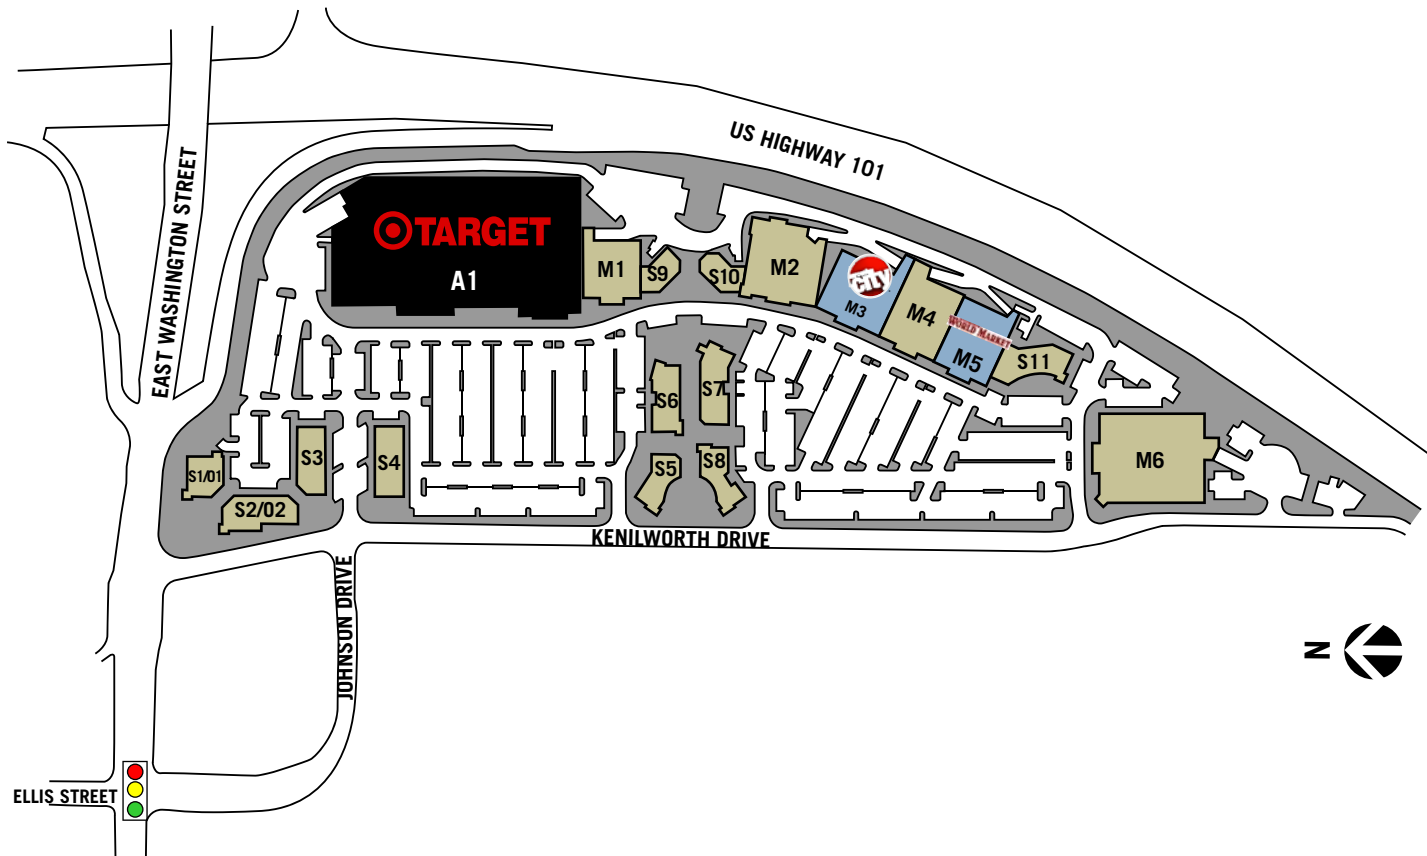 US HIGHWAY 101
EAST WASHINGTON STREET
TARGET
A1
M1
S9
S10
M2
city
M3
M4
WORLD MARKET
M5
S11
S6
S7
S1/01
S3
S4
S5
S8
M6
S2/02
KENILWORTH DRIVE
JOHNSON DRIVE
N
ELLIS STREET